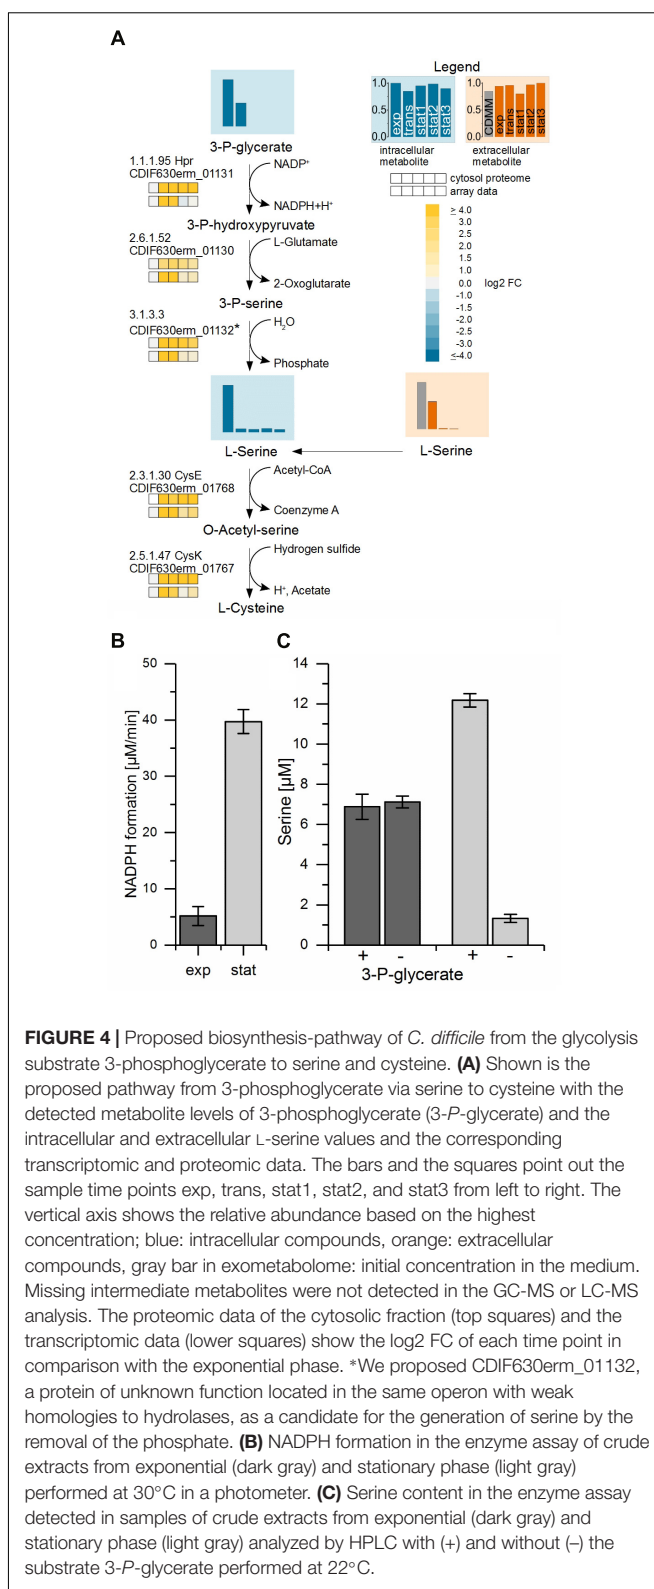 A
Legend
1.0
0.5
0.0
exp
trans
stat1
stat2
stat3
intracellular
metabolite
1.0
0.5
0.0
CDMM
exp
trans
stat1
stat2
stat3
extracellular
metabolite
cytosol proteome
array data
≥ 4.0
3.0
2.5
2.0
1.5
1.0
0.0
-1.0
-1.5
-2.0
-2.5
-3.0
≤-4.0
log2 FC
3-P-glycerate
1.1.1.95 Hpr
CDIF630erm_01131
NADP⁺
NADPH+H⁺
3-P-hydroxypyruvate
2.6.1.52
CDIF630erm_01130
L-Glutamate
2-Oxoglutarate
3-P-serine
3.1.3.3
CDIF630erm_01132*
H₂O
Phosphate
L-Serine
L-Serine
2.3.1.30 CysE
CDIF630erm_01768
Acetyl-CoA
Coenzyme A
O-Acetyl-serine
2.5.1.47 CysK
CDIF630erm_01767
Hydrogen sulfide
H⁺, Acetate
L-Cysteine
B
NADPH formation [µM/min]
50
40
30
20
10
5
0
exp stat
C
Serine [µM]
14
12
10
8
6
4
2
0
+ - + -
3-P-glycerate
FIGURE 4 | Proposed biosynthesis-pathway of C. difficile from the glycolysis
substrate 3-phosphoglycerate to serine and cysteine. (A) Shown is the
proposed pathway from 3-phosphoglycerate via serine to cysteine with the
detected metabolite levels of 3-phosphoglycerate (3-P-glycerate) and the
intracellular and extracellular L-serine values and the corresponding
transcriptomic and proteomic data. The bars and the squares point out the
sample time points exp, trans, stat1, stat2, and stat3 from left to right. The
vertical axis shows the relative abundance based on the highest
concentration; blue: intracellular compounds, orange: extracellular
compounds, gray bar in exometabolome: initial concentration in the medium.
Missing intermediate metabolites were not detected in the GC-MS or LC-MS
analysis. The proteomic data of the cytosolic fraction (top squares) and the
transcriptomic data (lower squares) show the log2 FC of each time point in
comparison with the exponential phase. *We proposed CDIF630erm_01132,
a protein of unknown function located in the same operon with weak
homologies to hydrolases, as a candidate for the generation of serine by the
removal of the phosphate. (B) NADPH formation in the enzyme assay of crude
extracts from exponential (dark gray) and stationary phase (light gray)
performed at 30°C in a photometer. (C) Serine content in the enzyme assay
detected in samples of crude extracts from exponential (dark gray) and
stationary phase (light gray) analyzed by HPLC with (+) and without (–) the
substrate 3-P-glycerate performed at 22°C.